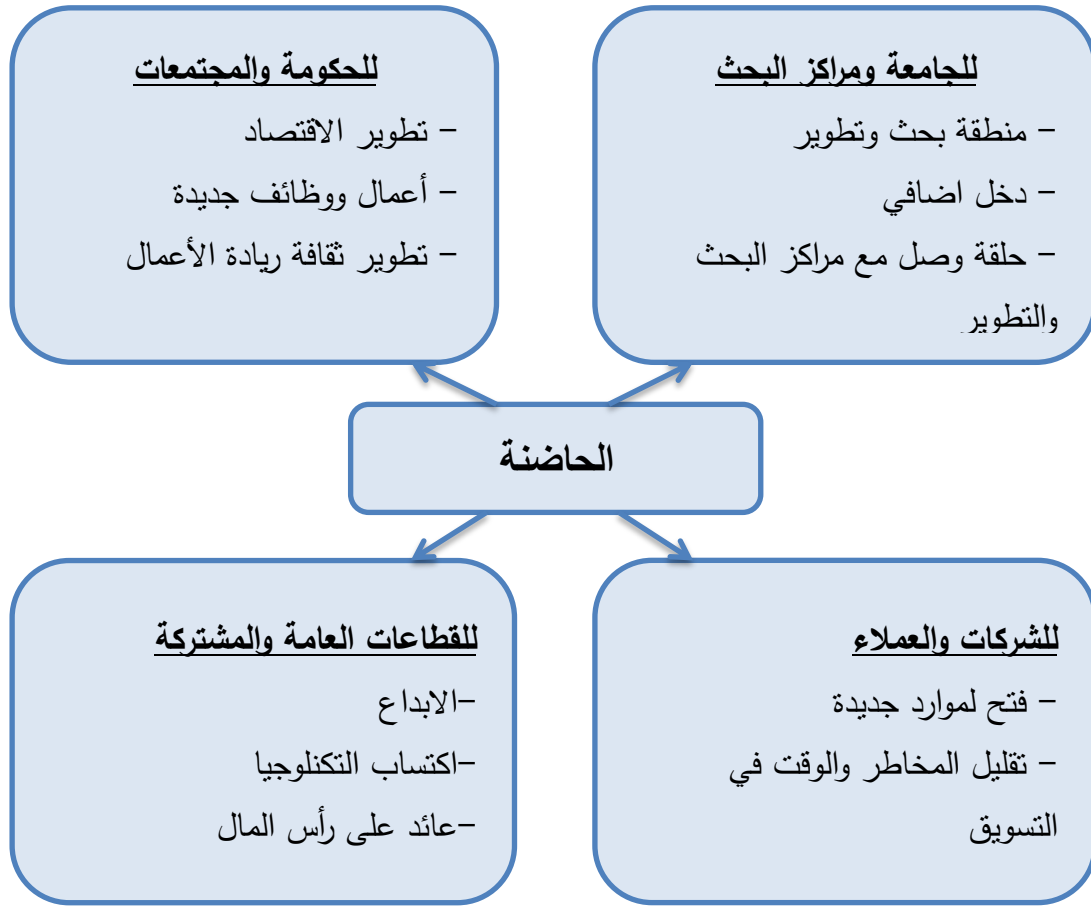 للجامعة ومراكز البحث
– منطقة بحث وتطوير
– دخل اضافي
– حلقة وصل مع مراكز البحث
والتطوير
للحكومة والمجتمعات
– تطوير الاقتصاد
– أعمال ووظائف جديدة
– تطوير ثقافة ريادة الأعمال
الحاضنة
للشركات والعملاء
– فتح لموارد جديدة
– تقليل المخاطر والوقت في
التسويق
للقطاعات العامة والمشتركة
–الابداع
–اكتساب التكنلوجيا
–عائد على رأس المال